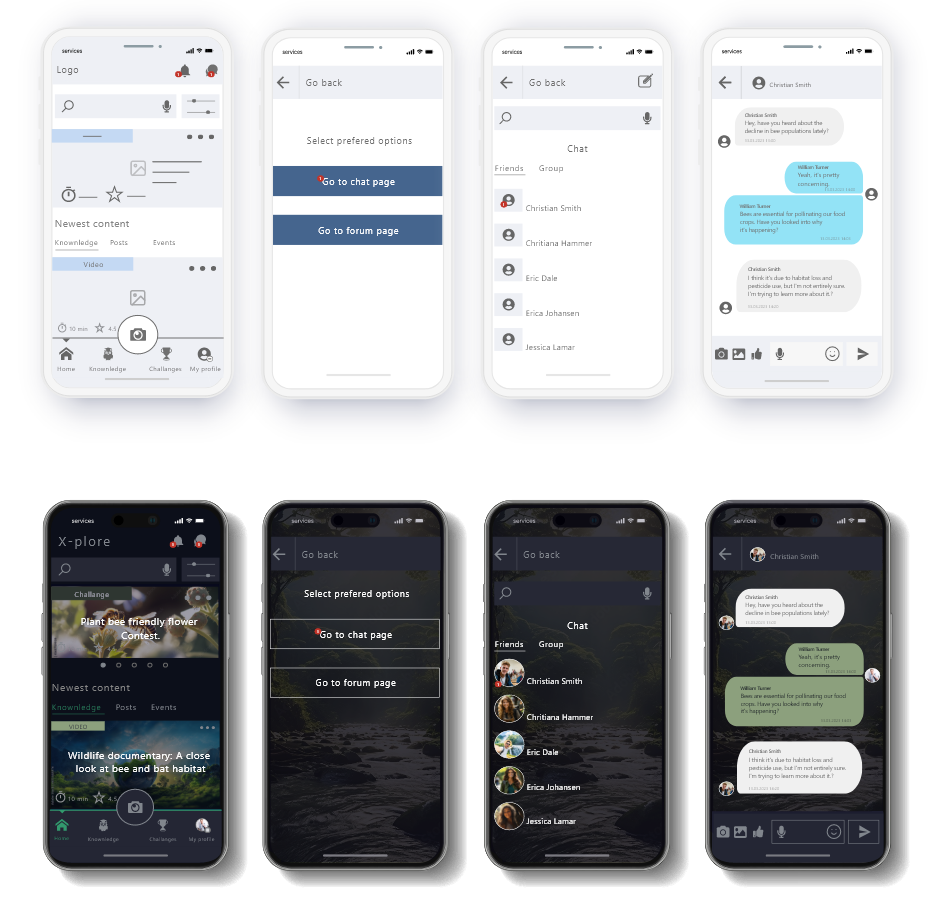 services
Logo
Newest content
Knownledge Posts Events
Video
10 min 4.5
Home Knownledge Challanges My profile
services
Go back
Select prefered options
Go to chat page
Go to forum page
services
Go back
Chat
Friends Group
Christian Smith
Chritiana Hammer
Eric Dale
Erica Johansen
Jessica Lamar
services
Christian Smith
Christian Smith
Hey, have you heard about the
decline in bee populations lately?
William Turner
Yeah, it's pretty
concerning.
William Turner
Bees are essential for pollinating our food
crops. Have you looked into why
it's happening?
Christian Smith
I think it's due to habitat loss and
pesticide use, but I'm not entirely sure.
I'm trying to learn more about it.?
services
X-plore
Challange
Plant bee friendly flower
Contest.
Newest content
Knownledge Posts Events
VIDEO
Wildlife documentary: A close
look at bee and bat habitat
10 min 4.5
Home Knownledge Challanges My profile
services
Go back
Select prefered options
Go to chat page
Go to forum page
services
Go back
Chat
Friends Group
Christian Smith
Chritiana Hammer
Eric Dale
Erica Johansen
Jessica Lamar
services
Christian Smith
Christian Smith
Hey, have you heard about the
decline in bee populations lately?
William Turner
Yeah, it's pretty
concerning.
William Turner
Bees are essential for pollinating our food
crops. Have you looked into why
it's happening?
Christian Smith
I think it's due to habitat loss and
pesticide use, but I'm not entirely sure.
I'm trying to learn more about it.?